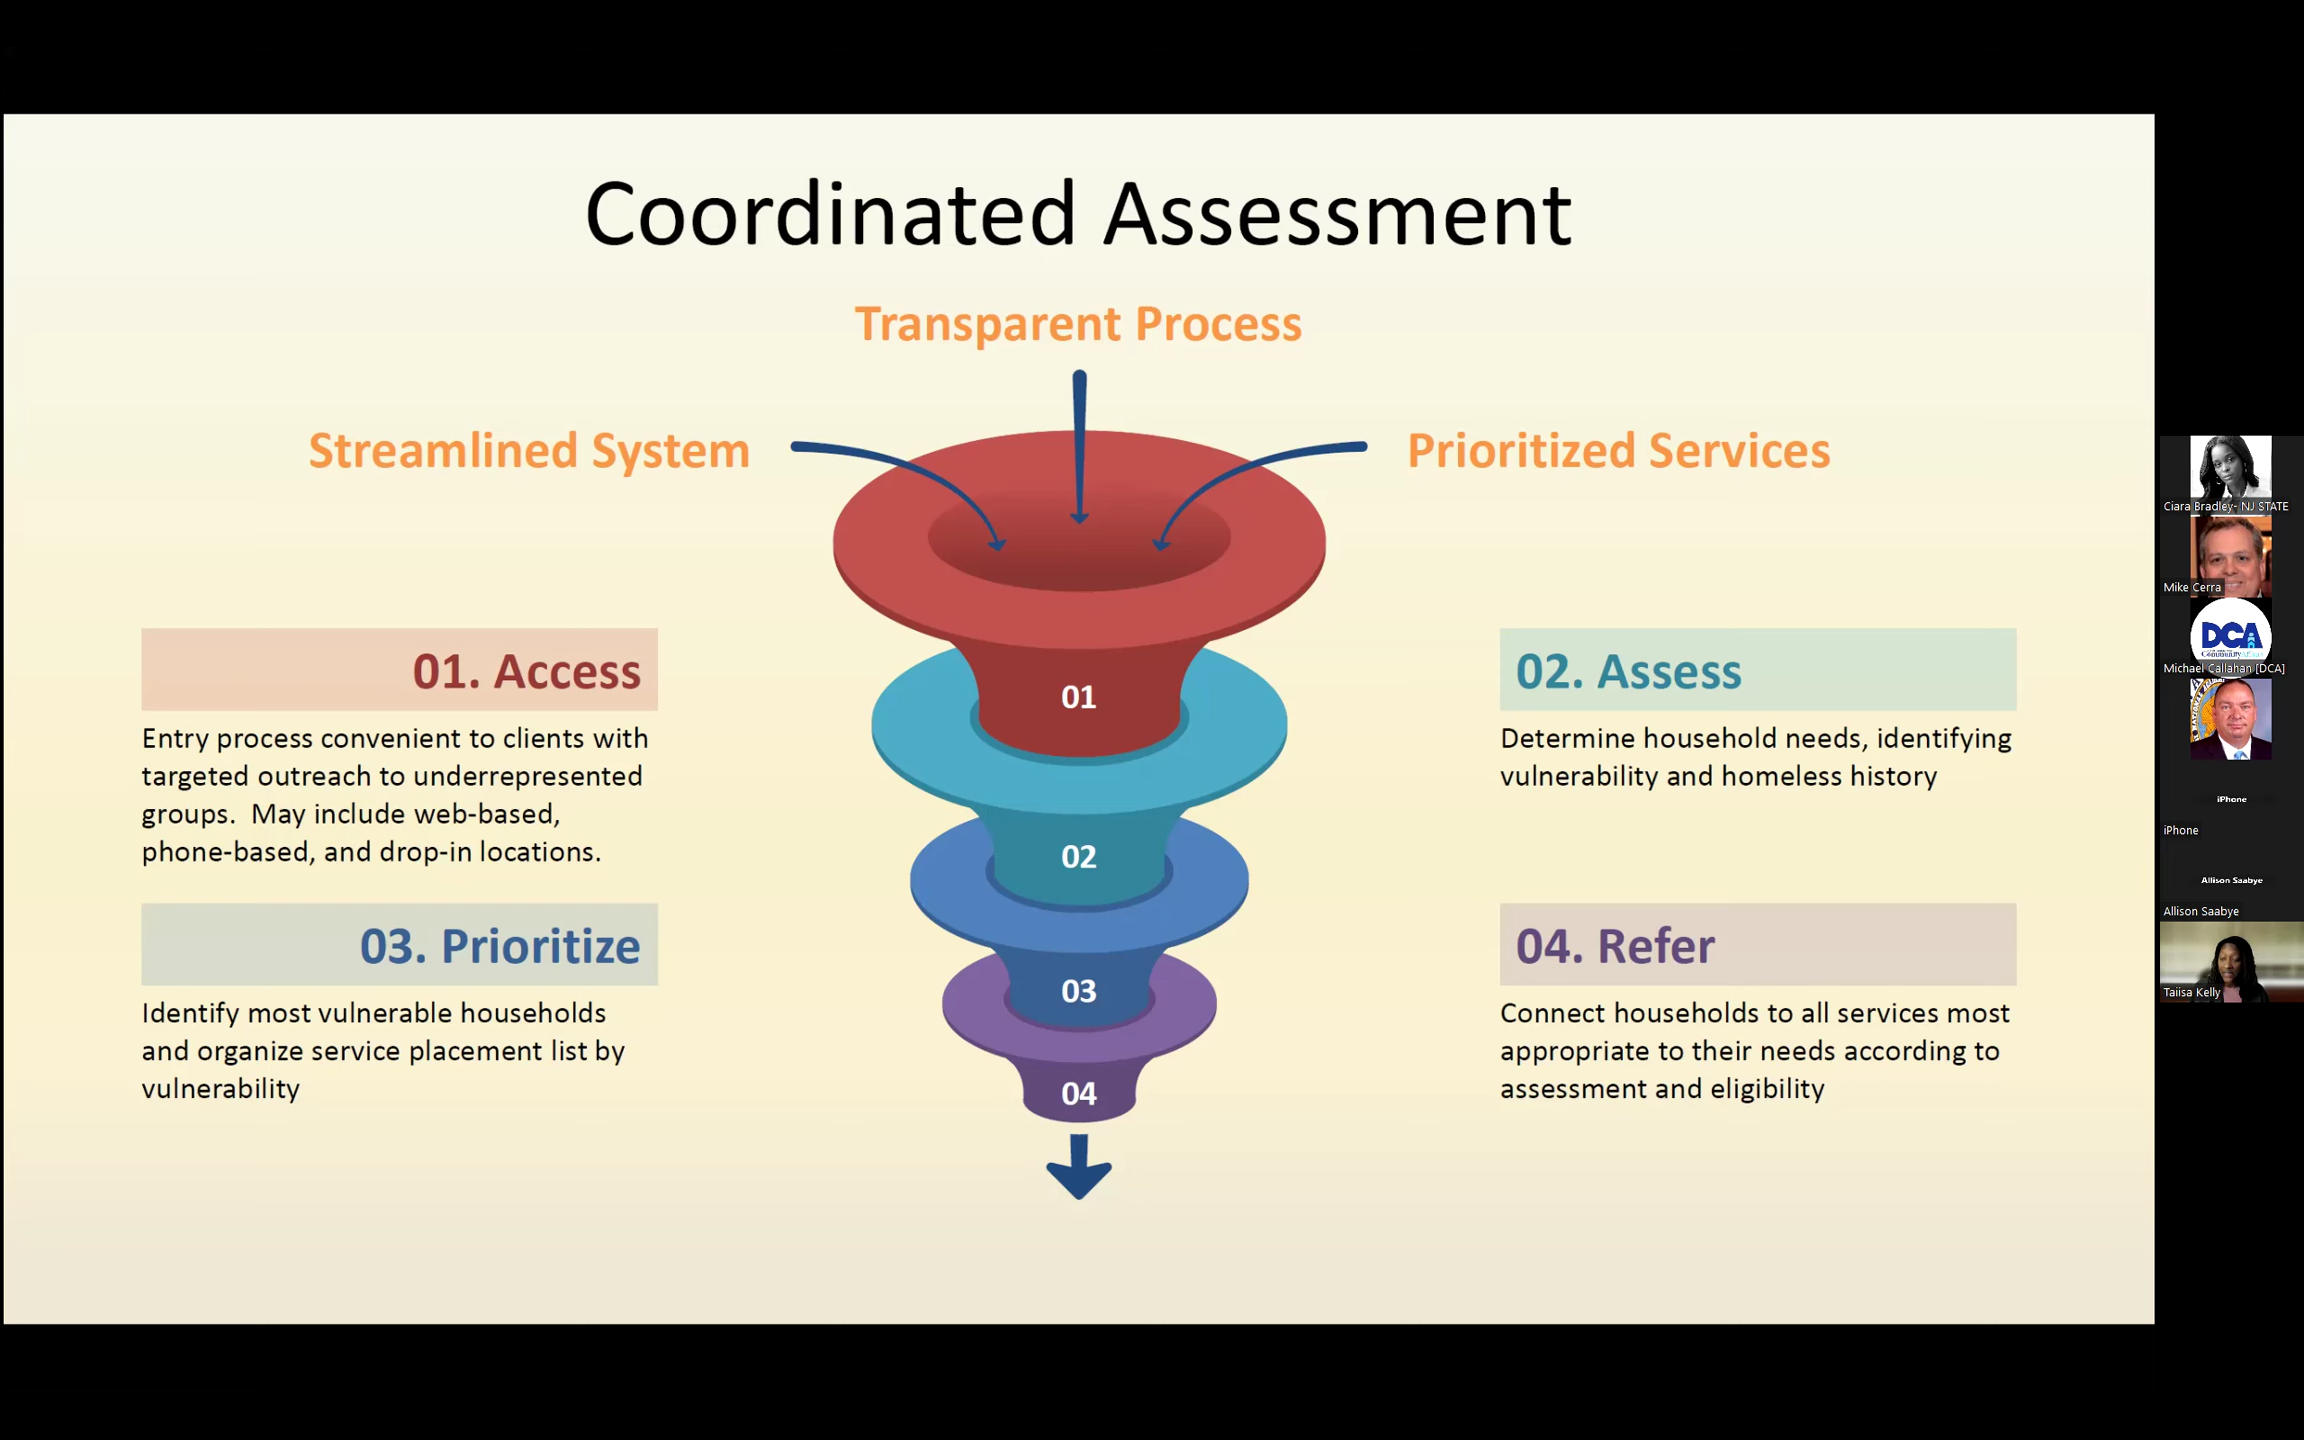 Coordinated Assessment
Transparent Process
Streamlined System
Prioritized Services
01. Access
Entry process convenient to clients with
targeted outreach to underrepresented
groups.  May include web-based,
phone-based, and drop-in locations.
02. Assess
Determine household needs, identifying
vulnerability and homeless history
03. Prioritize
Identify most vulnerable households
and organize service placement list by
vulnerability
04. Refer
Connect households to all services most
appropriate to their needs according to
assessment and eligibility
01
02
03
04
Ciara Bradley- NJ STATE
Mike Cerra
DCA
Michael Callahan [DCA]
iPhone
iPhone
Allison Saabye
Allison Saabye
Taiisa Kelly